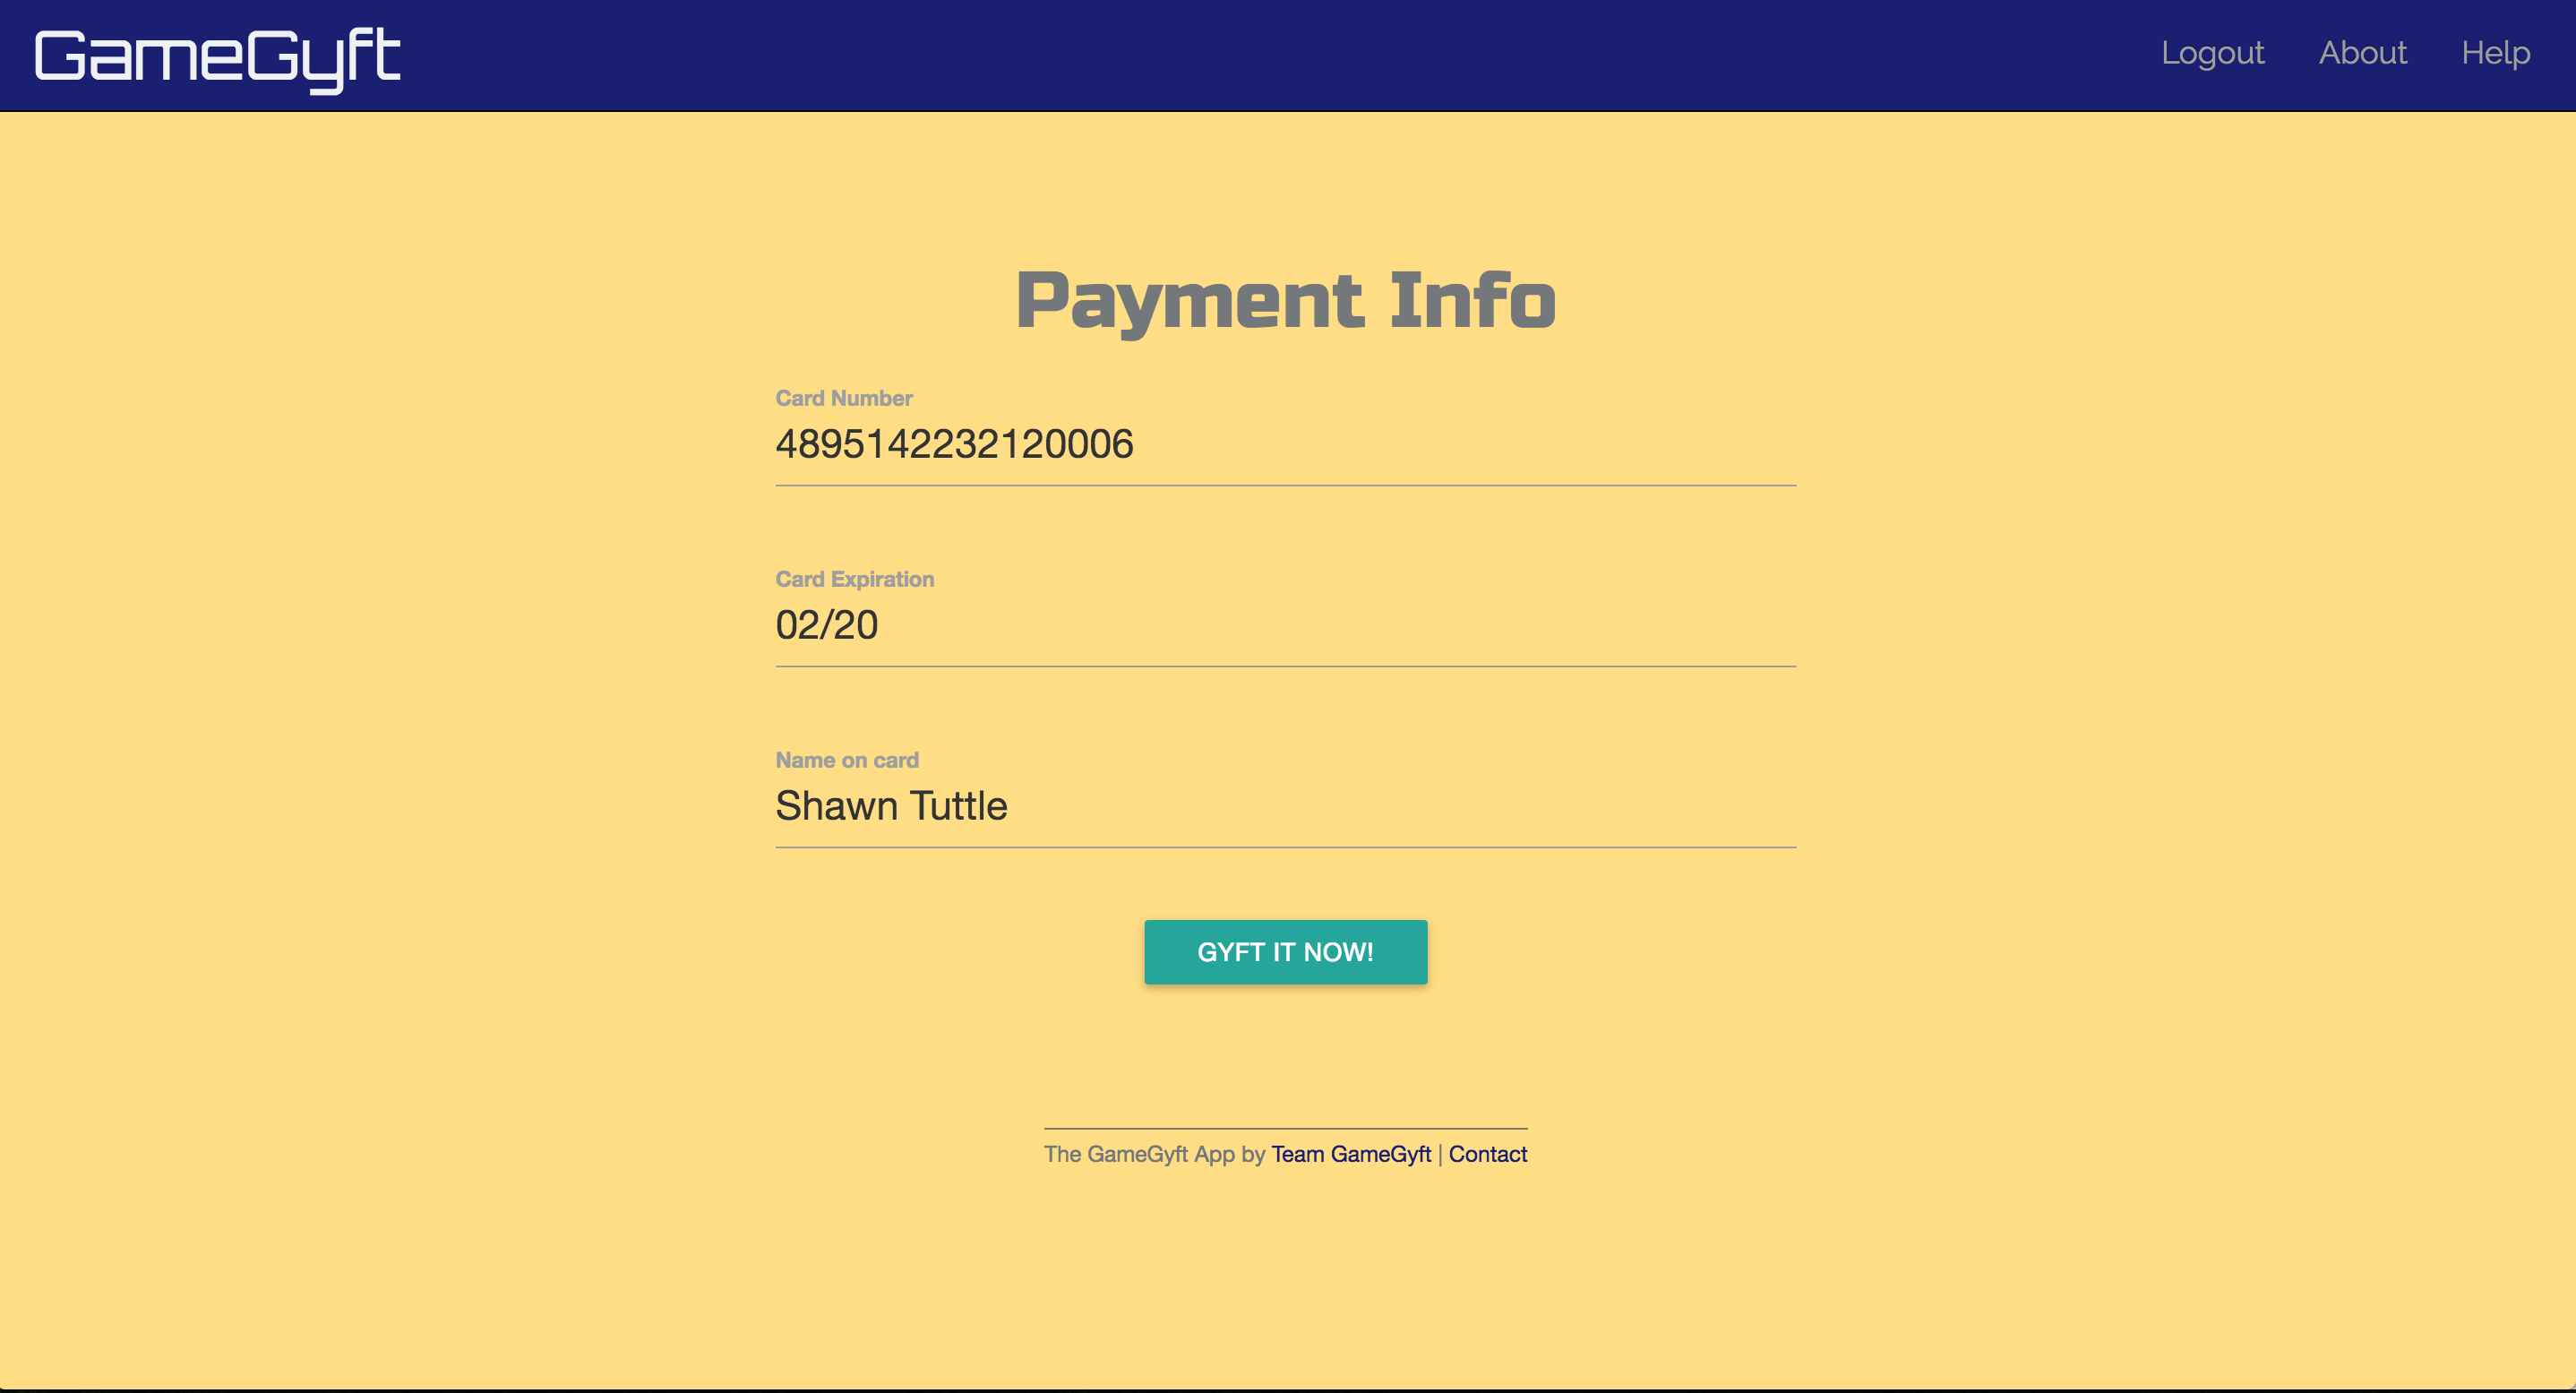 GameGyft
Logout About Help
Payment Info
Card Number
4895142232120006
Card Expiration
02/20
Name on card
Shawn Tuttle
GYFT IT NOW!
The GameGyft App by Team GameGyft | Contact